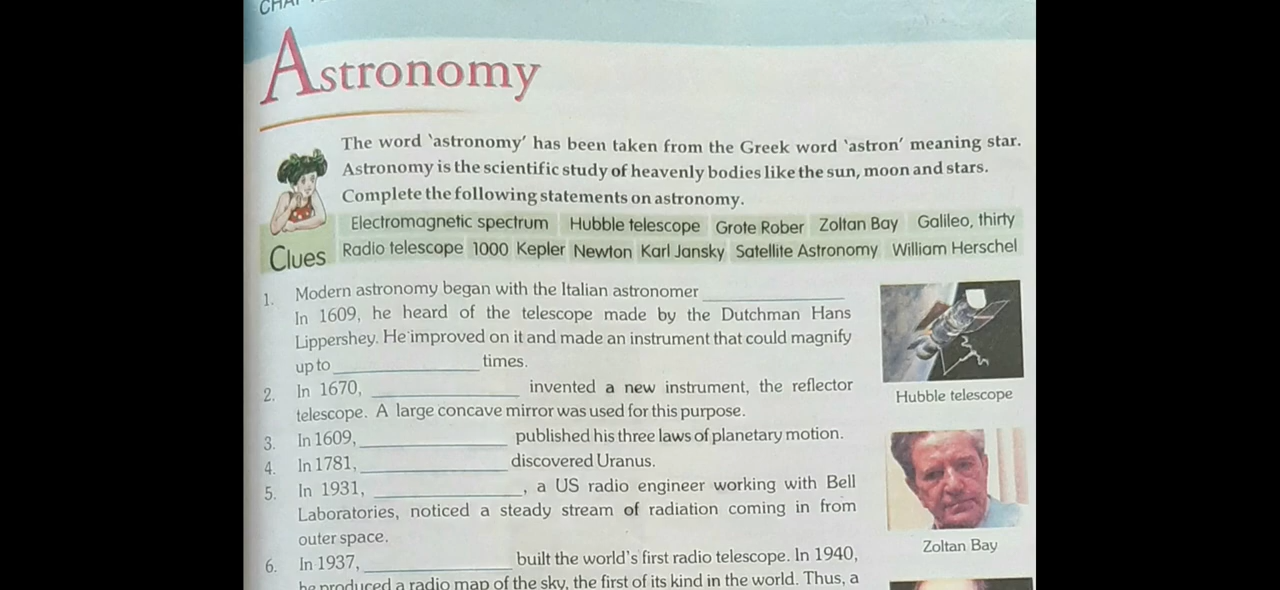 Astronomy
The word 'astronomy' has been taken from the Greek word 'astron' meaning star.
Astronomy is the scientific study of heavenly bodies like the sun, moon and stars.
Complete the following statements on astronomy.
Electromagnetic spectrum Hubble telescope Grote Rober Zoltan Bay Galileo, thirty
Clues Radio telescope 1000 Kepler Newton Karl Jansky Satellite Astronomy William Herschel
1. Modern astronomy began with the Italian astronomer ______
In 1609, he heard of the telescope made by the Dutchman Hans
Lippershey. He improved on it and made an instrument that could magnify
up to ______ times.
2. In 1670, ______ invented a new instrument, the reflector
telescope. A large concave mirror was used for this purpose.
3. In 1609, ______ published his three laws of planetary motion.
4. In 1781, ______ discovered Uranus.
5. In 1931, ______, a US radio engineer working with Bell
Laboratories, noticed a steady stream of radiation coming in from
outer space.
6. In 1937, ______ built the world's first radio telescope. In 1940,
he produced a radio map of the sky, the first of its kind in the world. Thus, a
Hubble telescope
Zoltan Bay